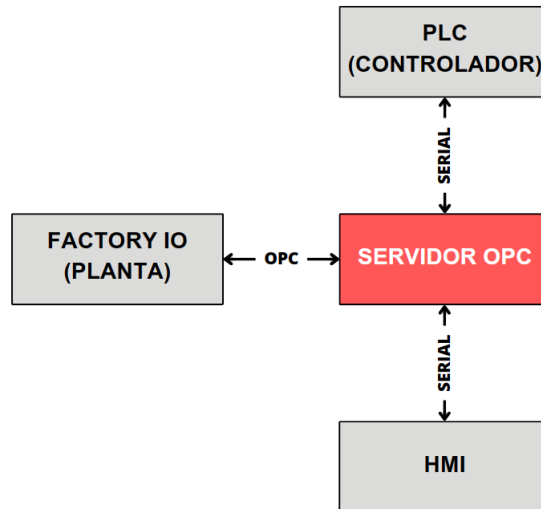 PLC
(CONTROLADOR)
SERIAL
FACTORY IO
(PLANTA)
OPC
SERVIDOR OPC
SERIAL
HMI